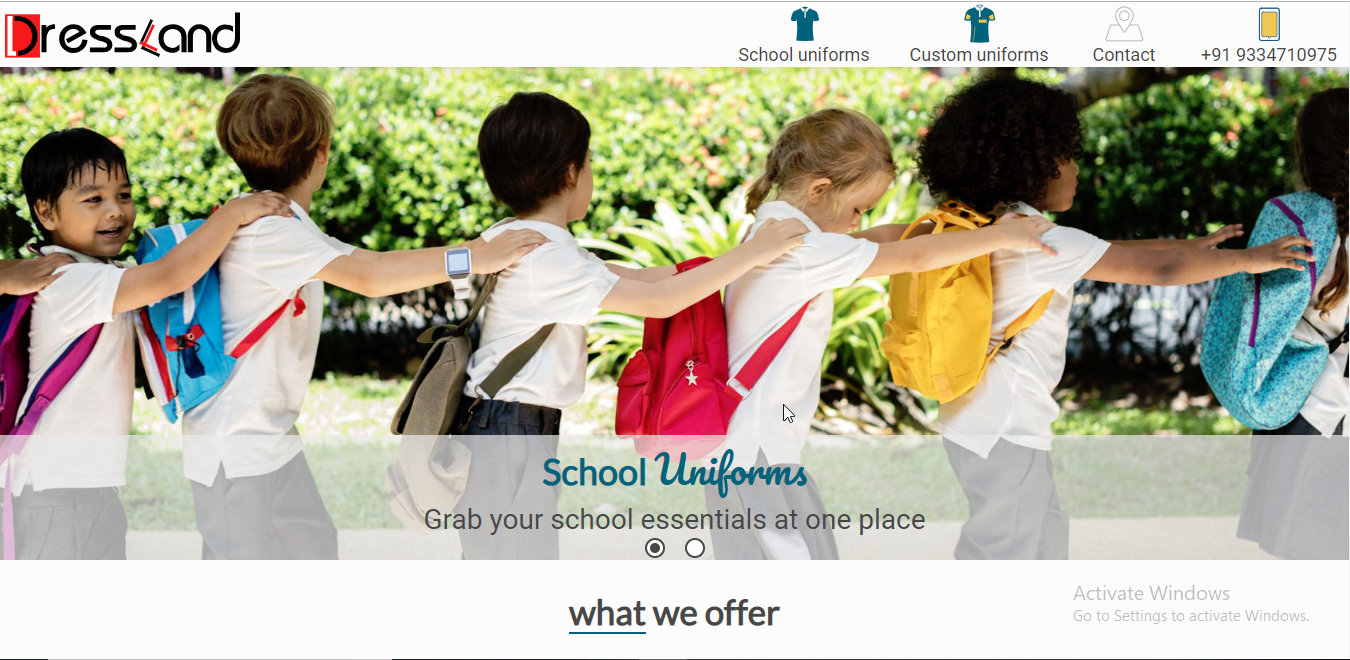 DressLand
School uniforms
Custom uniforms
Contact
+91 9334710975
School Uniforms
Grab your school essentials at one place
what we offer
Activate Windows
Go to Settings to activate Windows.